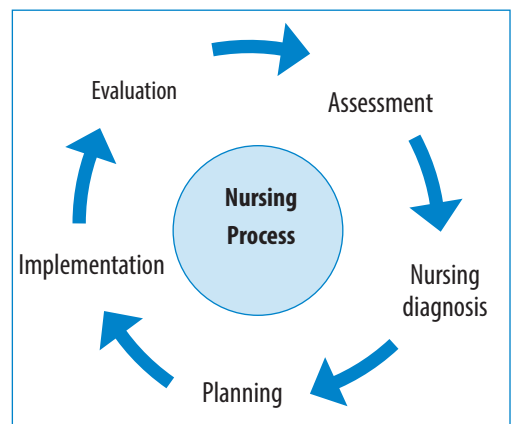 Evaluation
Assessment
Nursing
Process
Implementation
Nursing
diagnosis
Planning